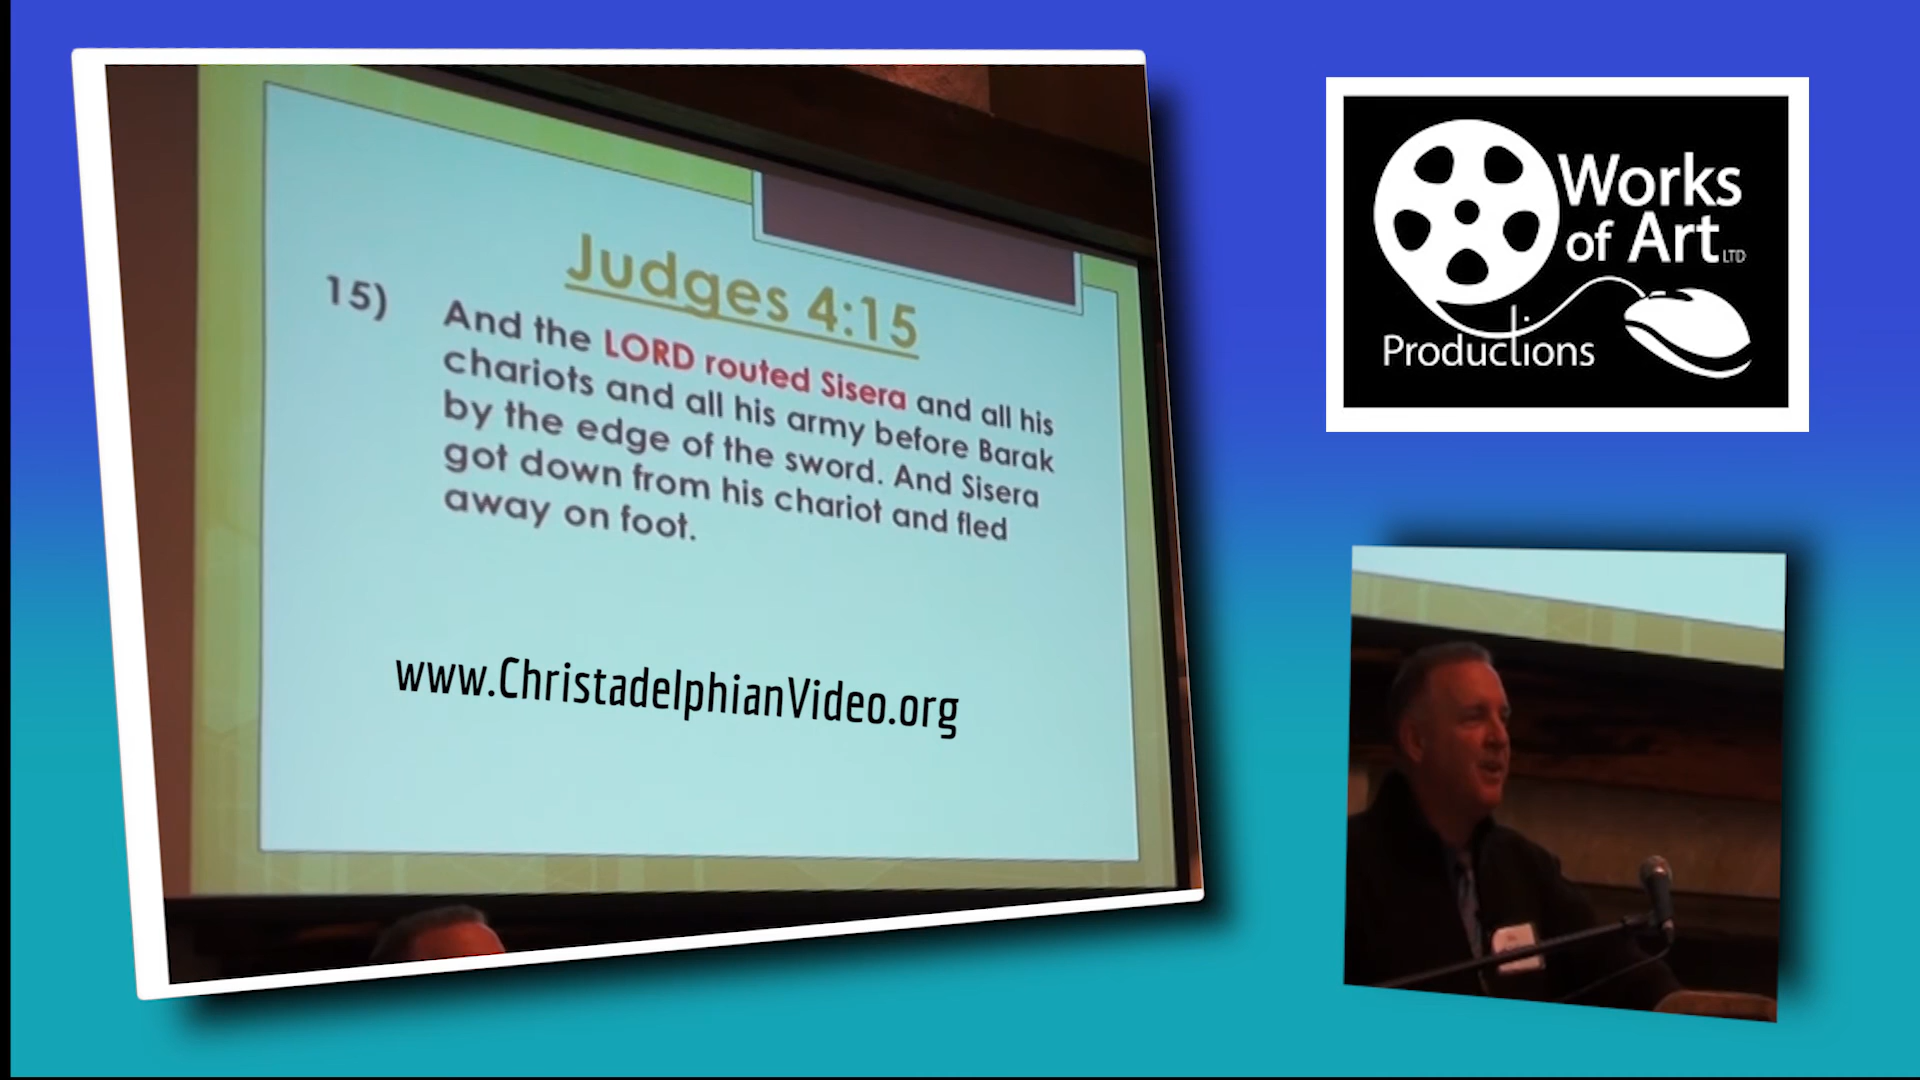 Judges 4:15
15) And the LORD routed Sisera and all his
chariots and all his army before Barak
by the edge of the sword. And Sisera
got down from his chariot and fled
away on foot.
www.ChristadelphianVideo.org
Works
of Art LTD
Productions